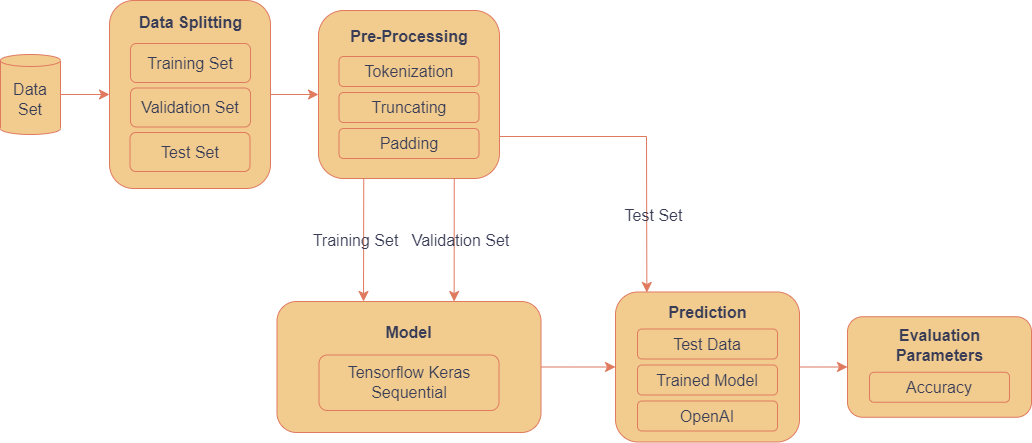 Data
Set
Data Splitting
Training Set
Validation Set
Test Set
Pre-Processing
Tokenization
Truncating
Padding
Training Set
Validation Set
Test Set
Model
Tensorflow Keras
Sequential
Prediction
Test Data
Trained Model
OpenAI
Evaluation
Parameters
Accuracy